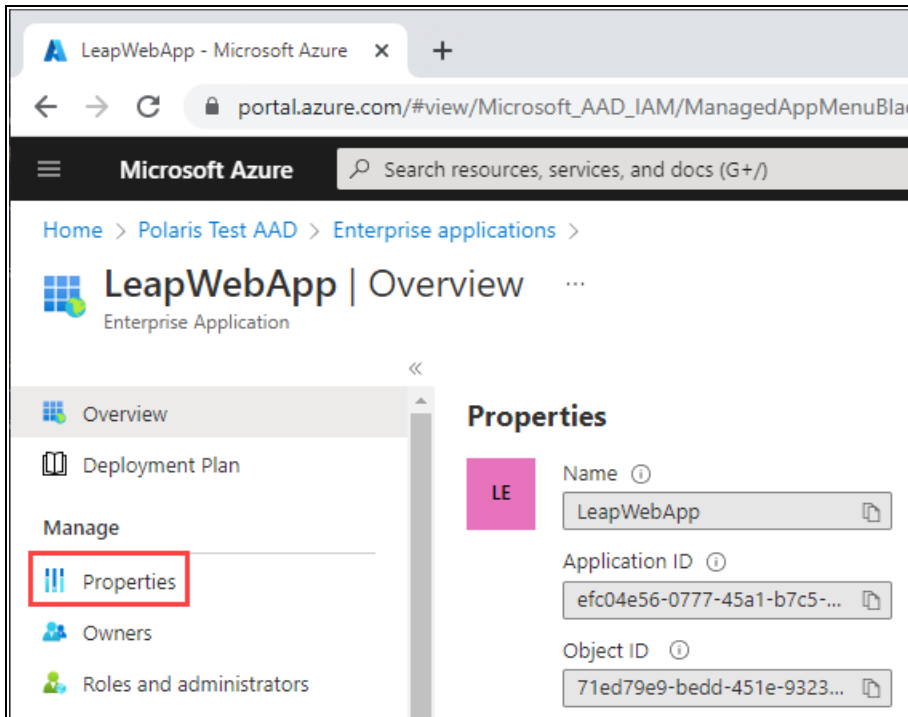 LeapWebApp - Microsoft Azure
portal.azure.com/#view/Microsoft_AAD_IAM/ManagedAppMenuBla
Microsoft Azure
Search resources, services, and docs (G+/)
Home > Polaris Test AAD > Enterprise applications >
LeapWebApp | Overview ...
Enterprise Application
Overview
Deployment Plan
Manage
Properties
Owners
Roles and administrators
Properties
LE
Name
LeapWebApp
Application ID
efc04e56-0777-45a1-b7c5-...
Object ID
71ed79e9-bedd-451e-9323...